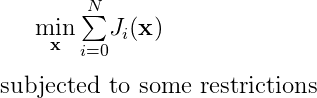 min_x ∑_{i=0}^{N} J_i(x)
subjected to some restrictions